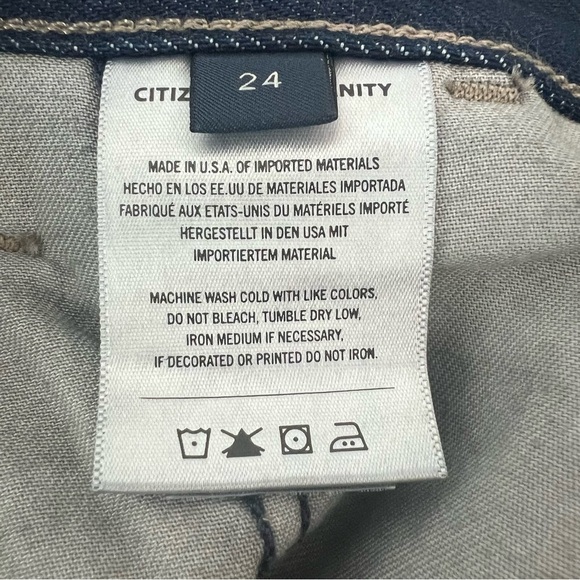 24
CITIZ NITY
MADE IN U.S.A. OF IMPORTED MATERIALS
HECHO EN LOS EE.UU DE MATERIALES IMPORTADA
FABRIQUÉ AUX ETATS-UNIS DU MATÉRIELS IMPORTÉ
HERGESTELLT IN DEN USA MIT
IMPORTIERTEM MATERIAL
MACHINE WASH COLD WITH LIKE COLORS,
DO NOT BLEACH, TUMBLE DRY LOW,
IRON MEDIUM IF NECESSARY,
IF DECORATED OR PRINTED DO NOT IRON.